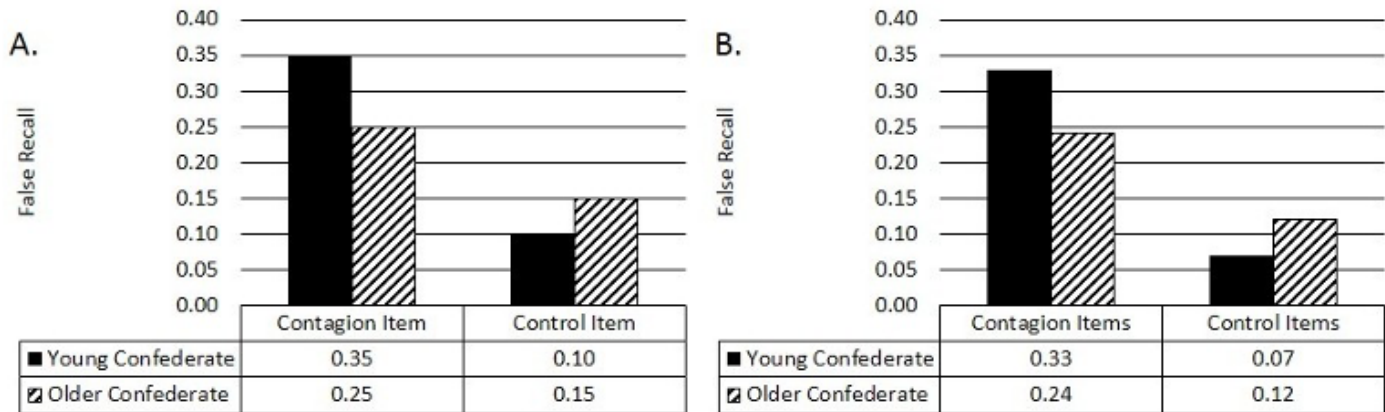 A.
False Recall
0.40
0.35
0.30
0.25
0.20
0.15
0.10
0.05
0.00
Contagion Item Control Item
Young Confederate 0.35 0.10
Older Confederate 0.25 0.15
B.
False Recall
0.40
0.35
0.30
0.25
0.20
0.15
0.10
0.05
0.00
Contagion Items Control Items
Young Confederate 0.33 0.07
Older Confederate 0.24 0.12